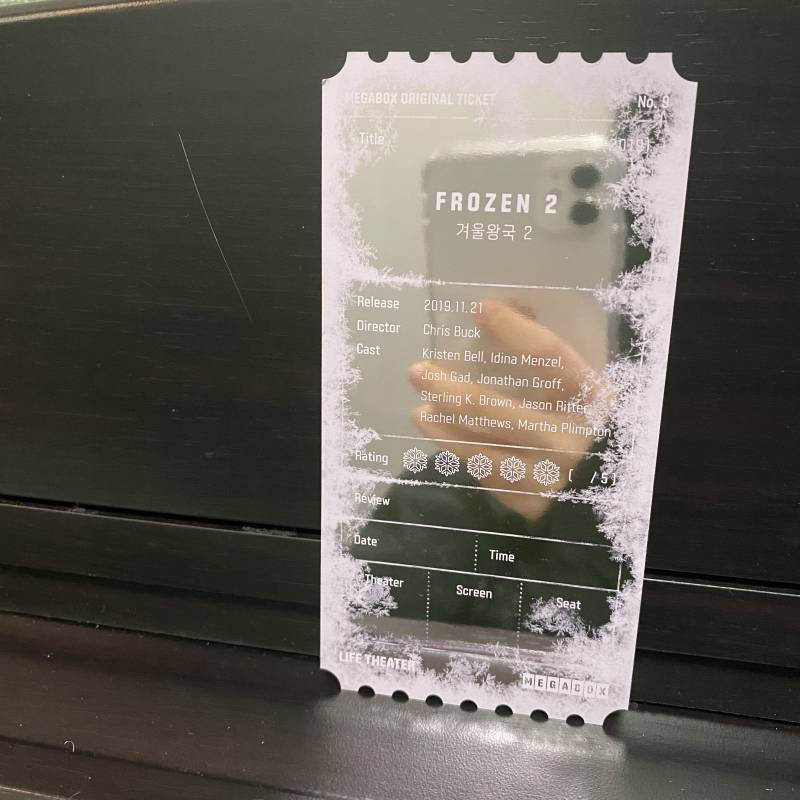 MEGABOX ORIGINAL TICKET
No. 9
Title
2019]
FROZEN 2
겨울왕국 2
Release 2019.11.21
Director Chris Buck
Cast Kristen Bell, Idina Menzel,
Josh Gad, Jonathan Groff,
Sterling K. Brown, Jason Ritter
Rachel Matthews, Martha Plimpton
Rating [ / 5]
Review
Date Time
Theater Screen Seat
LIFE THEATER
MEGABOX